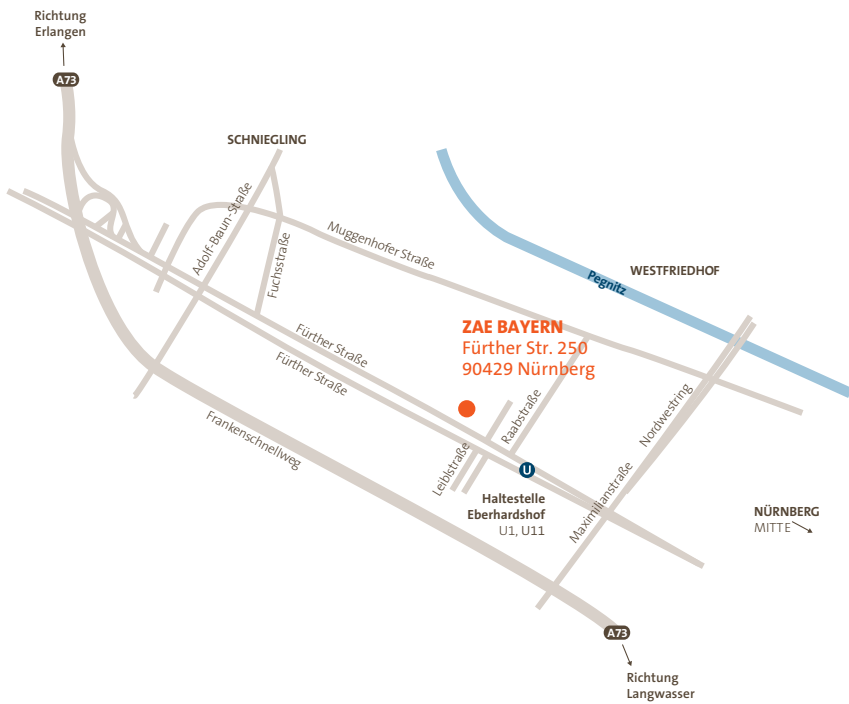 Richtung
Erlangen
A73
SCHNIEGLING
Adolf-Braun-Straße
Fuchsstraße
Muggenhofer Straße
Pegnitz
WESTFRIEDHOF
ZAE BAYERN
Fürther Str. 250
90429 Nürnberg
Fürther Straße
Fürther Straße
Frankenschnellweg
Raabstraße
Leiblstraße
Nordwestring
Maximilianstraße
U
Haltestelle
Eberhardshof
U1, U11
NÜRNBERG
MITTE
A73
Richtung
Langwasser